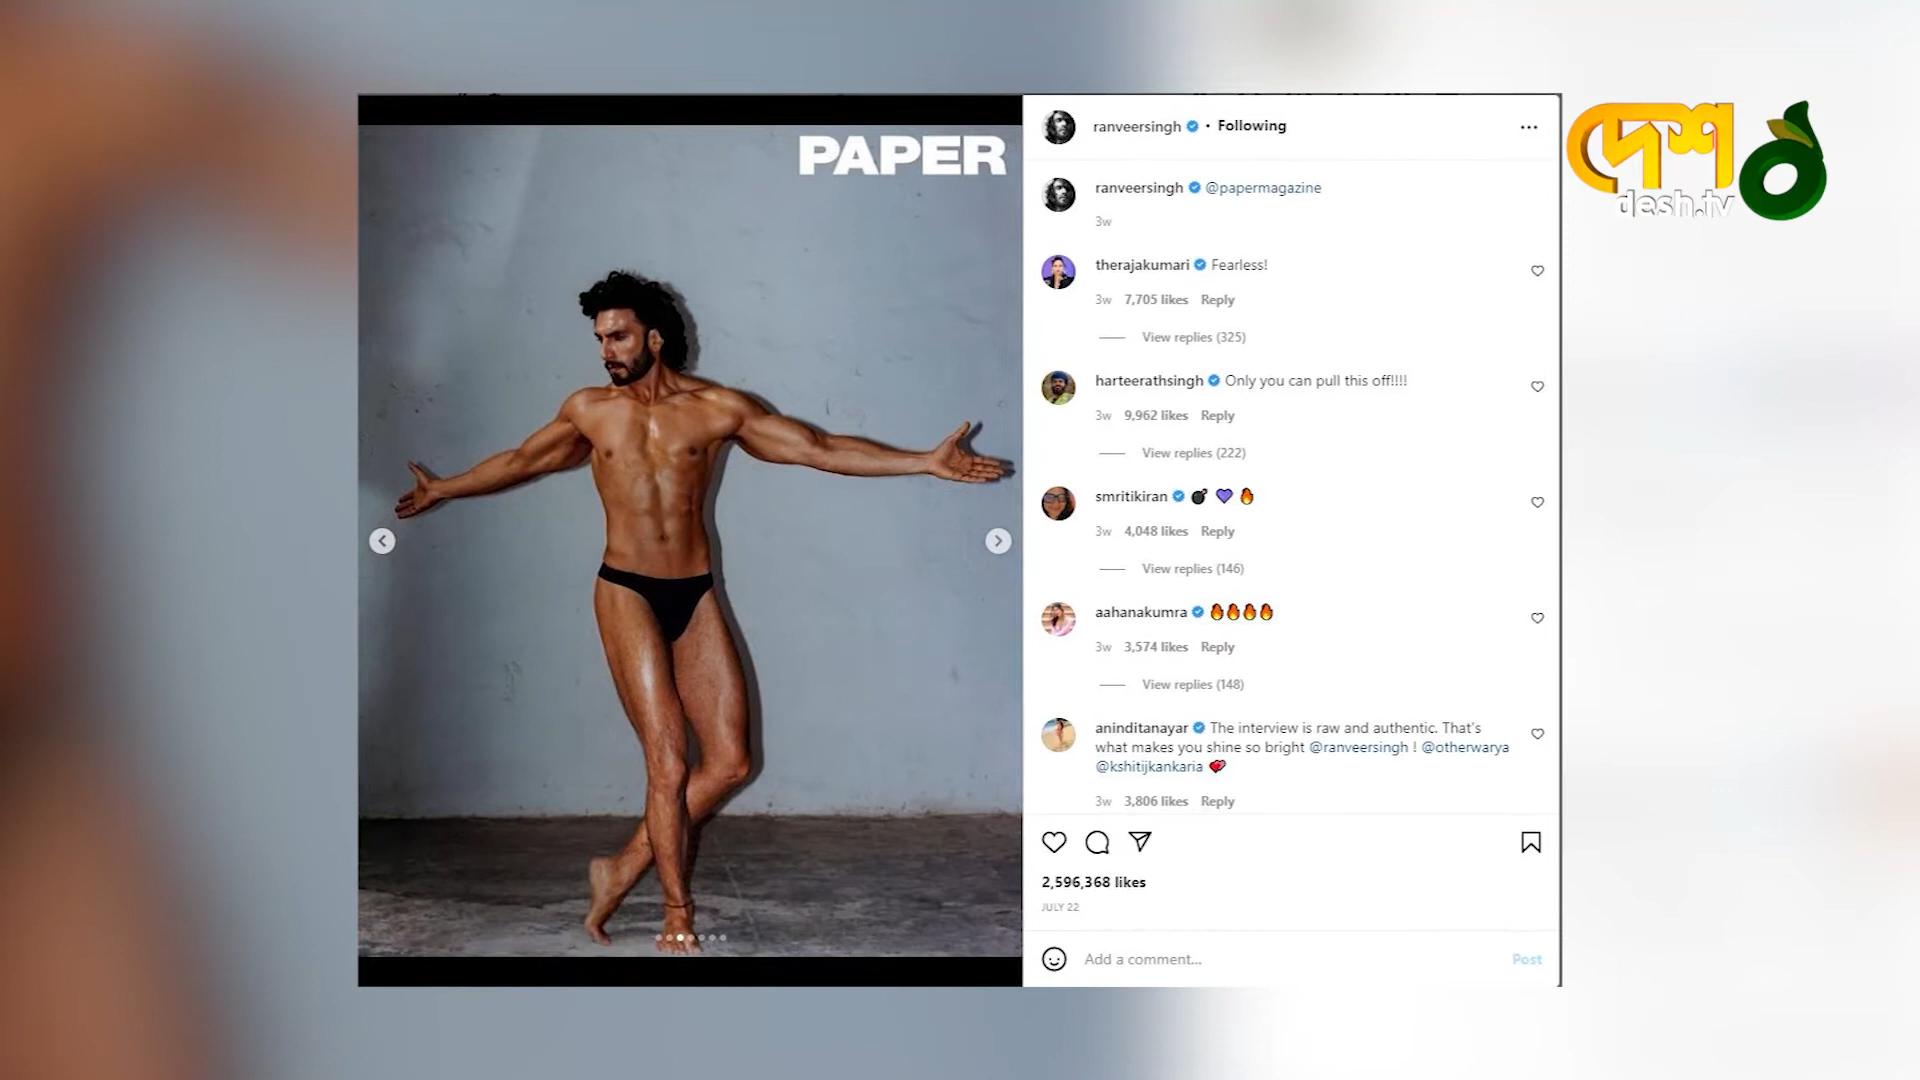 PAPER
ranveersingh • Following
ranveersingh @papermagazine
3w
therajakumari Fearless!
3w 7,705 likes Reply
View replies (325)
harteerathsingh Only you can pull this off!!!!
3w 9,962 likes Reply
View replies (222)
smritikiran 💣 💜 🔥
3w 4,048 likes Reply
View replies (146)
aahanakumra 🔥🔥🔥🔥
3w 3,574 likes Reply
View replies (148)
aninditanayar The interview is raw and authentic. That's
what makes you shine so bright @ranveersingh ! @otherwarya
@kshitijkankaria 💞
3w 3,806 likes Reply
2,596,368 likes
JULY 22
Add a comment... Post
দেশ
desh.tv